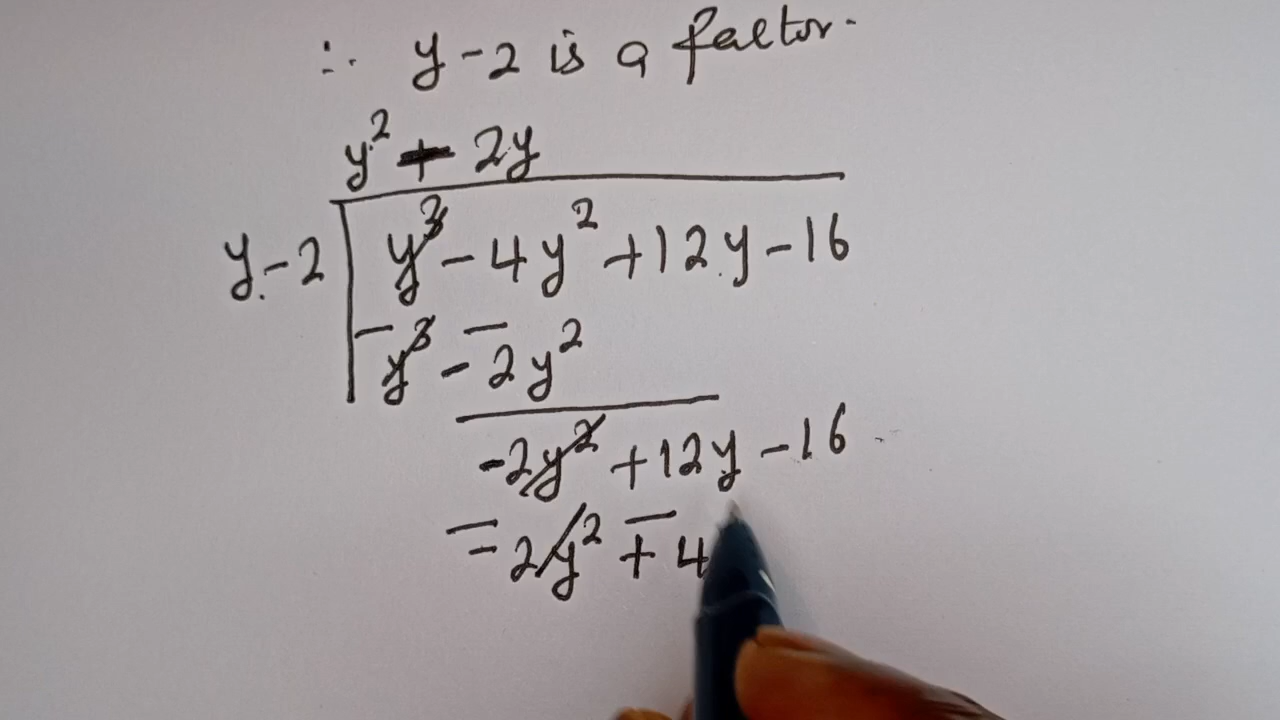 ∴ y-2 is a factor.
y² - 2y
y-2 | y³ - 4y² + 12y - 16
- y³ - - 2y²
-2y² + 12y - 16
- - 2y² - + 4